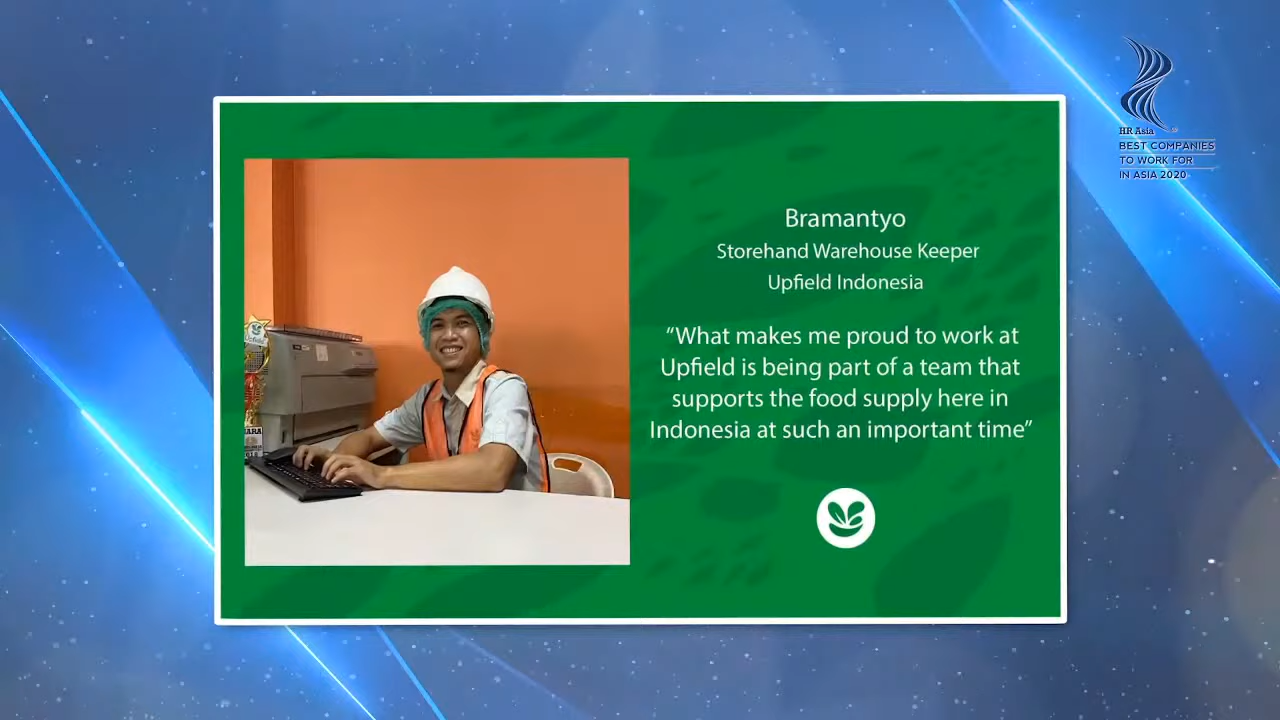 HR Asia
BEST COMPANIES
TO WORK FOR
IN ASIA 2020
Bramantyo
Storehand Warehouse Keeper
Upfield Indonesia
“What makes me proud to work at
Upfield is being part of a team that
supports the food supply here in
Indonesia at such an important time”